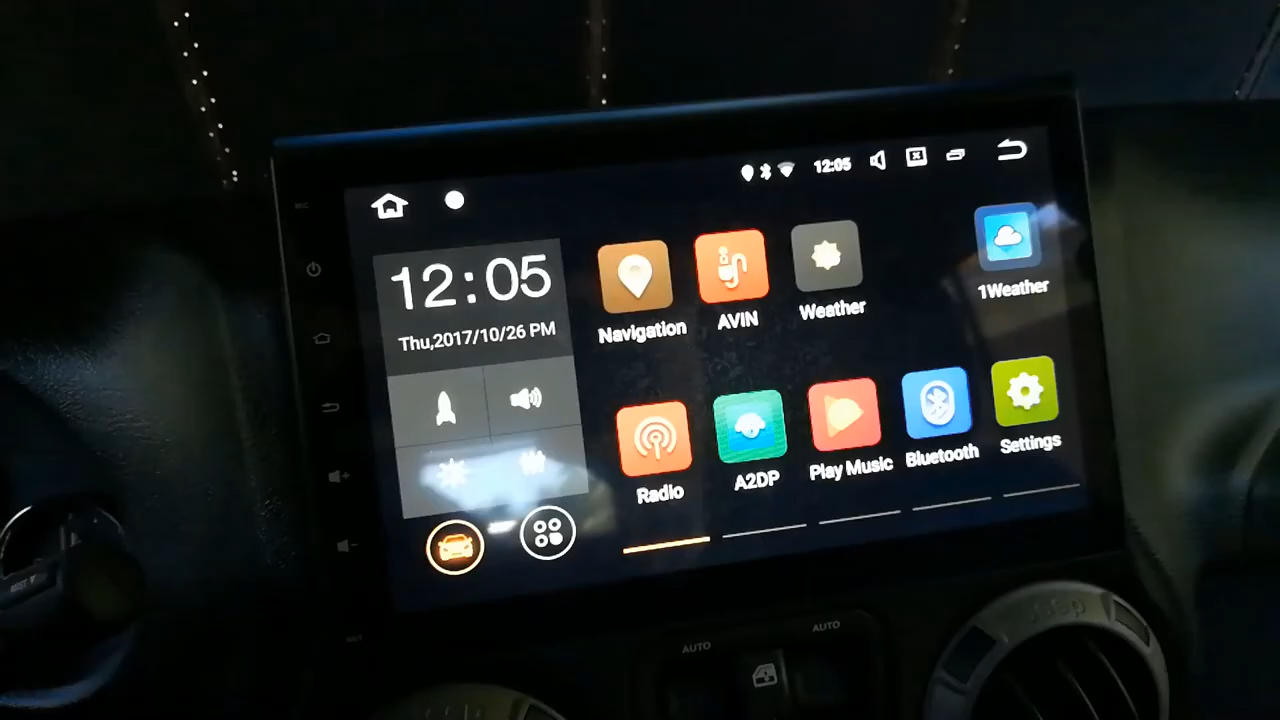 12:05
12:05
Thu,2017/10/26 PM
Navigation
AVIN
Weather
1Weather
Radio
A2DP
Play Music
Bluetooth
Settings
AUTO
AUTO
Jeep